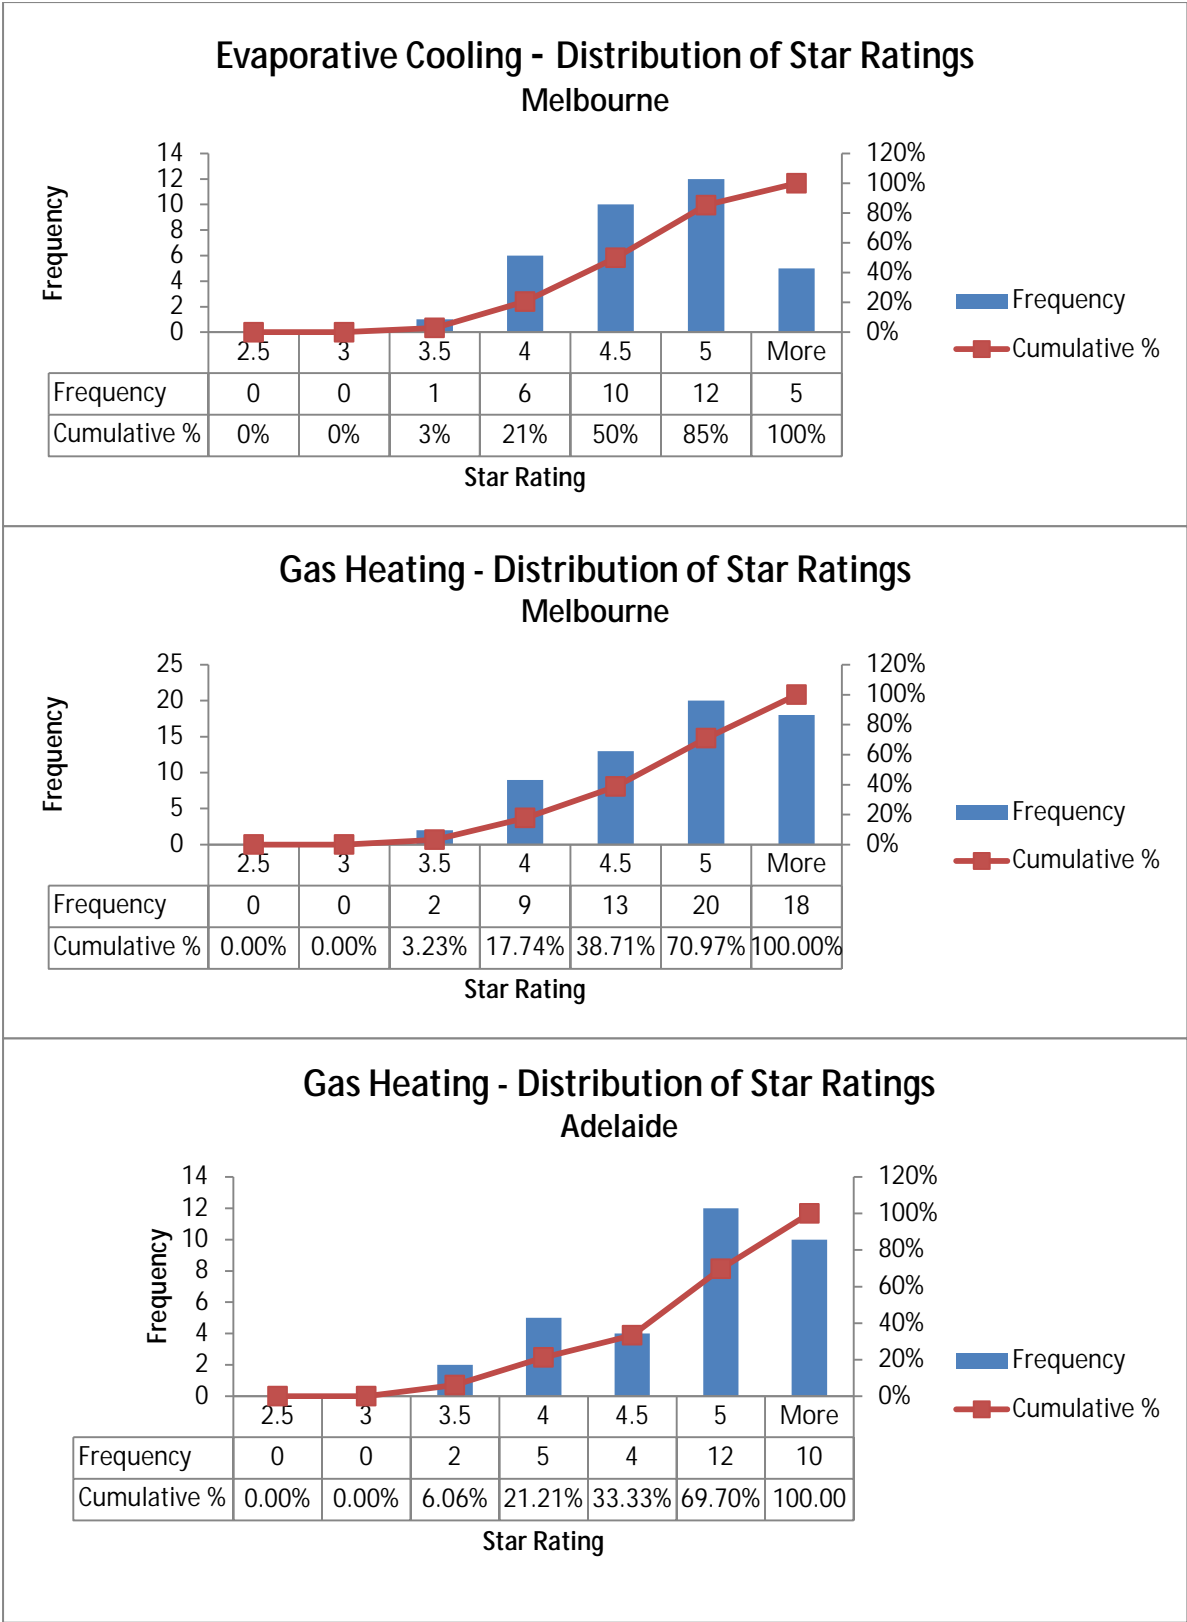 Evaporative Cooling - Distribution of Star Ratings
Melbourne
Frequency
14
12
10
8
6
4
2
0
120%
100%
80%
60%
40%
20%
0%
Frequency
Cumulative %
2.5 3 3.5 4 4.5 5 More
Frequency 0 0 1 6 10 12 5
Cumulative % 0% 0% 3% 21% 50% 85% 100%
Star Rating
Gas Heating - Distribution of Star Ratings
Melbourne
Frequency
25
20
15
10
5
0
120%
100%
80%
60%
40%
20%
0%
Frequency
Cumulative %
2.5 3 3.5 4 4.5 5 More
Frequency 0 0 2 9 13 20 18
Cumulative % 0.00% 0.00% 3.23% 17.74% 38.71% 70.97% 100.00%
Star Rating
Gas Heating - Distribution of Star Ratings
Adelaide
Frequency
14
12
10
8
6
4
2
0
120%
100%
80%
60%
40%
20%
0%
Frequency
Cumulative %
2.5 3 3.5 4 4.5 5 More
Frequency 0 0 2 5 4 12 10
Cumulative % 0.00% 0.00% 6.06% 21.21% 33.33% 69.70% 100.00
Star Rating